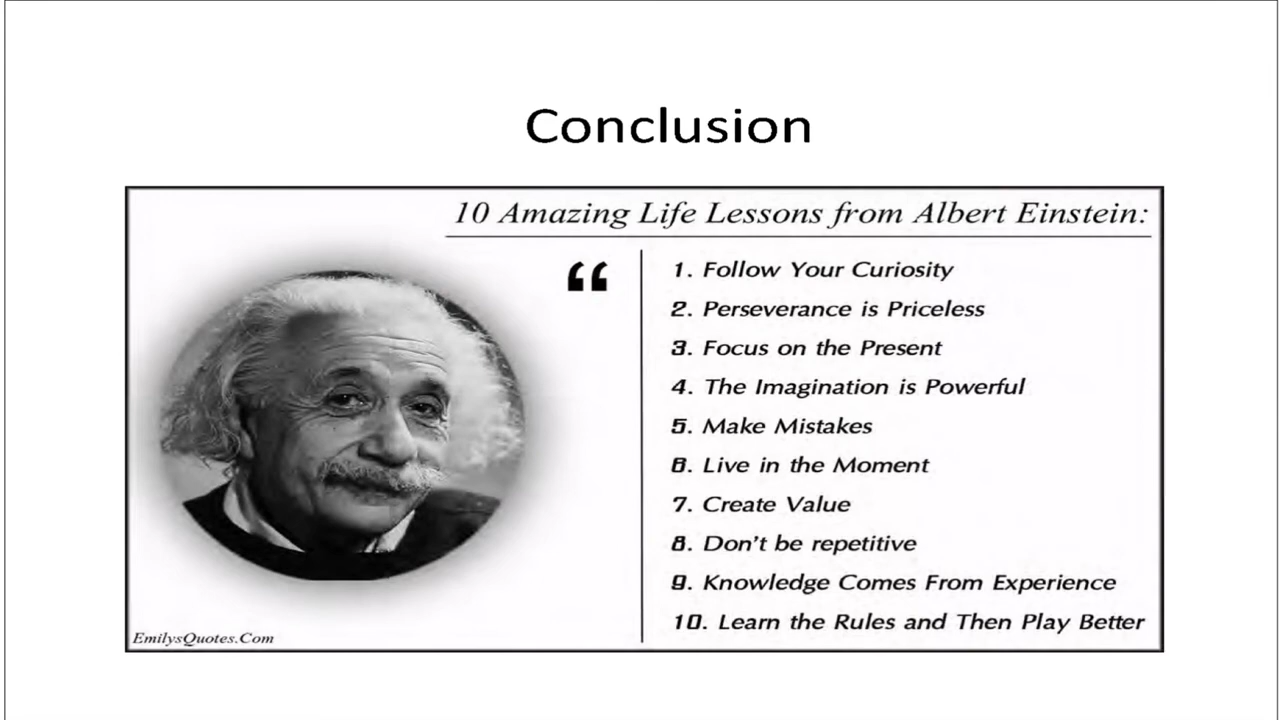 Conclusion
10 Amazing Life Lessons from Albert Einstein:
“
1. Follow Your Curiosity
2. Perseverance is Priceless
3. Focus on the Present
4. The Imagination is Powerful
5. Make Mistakes
6. Live in the Moment
7. Create Value
8. Don't be repetitive
9. Knowledge Comes From Experience
10. Learn the Rules and Then Play Better
EmilysQuotes.Com